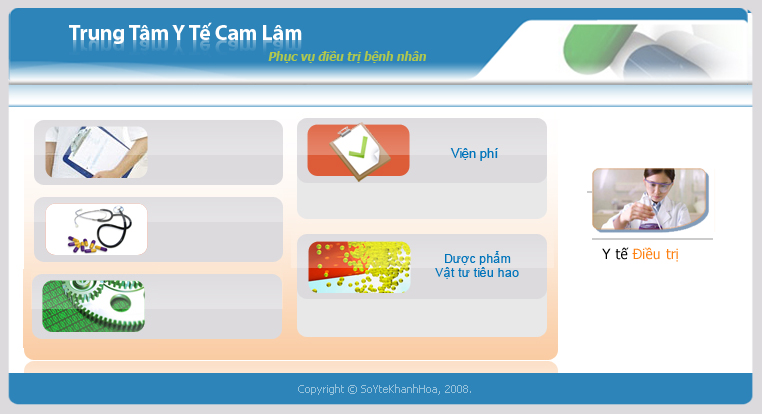 Trung Tâm Y Tế Cam Lâm
Phục vụ điều trị bệnh nhân
Viện phí
Dược phẩm
Vật tư tiêu hao
Y tế Điều trị
Copyright © SoYteKhanhHoa, 2008.